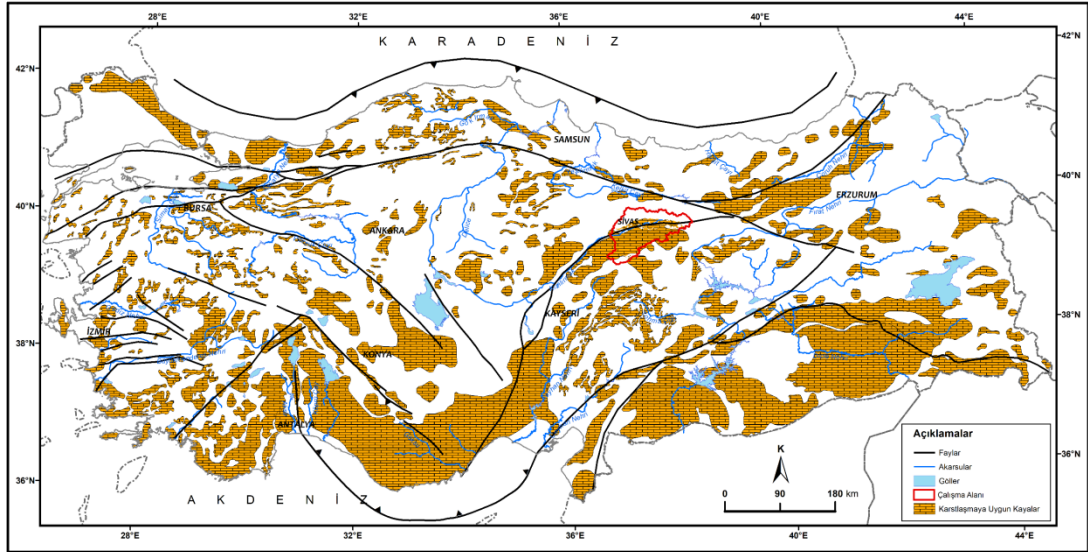 28°E 32°E 36°E 40°E 44°E
K A R A D E N İ Z
42°N 42°N
SAMSUN
40°N 40°N
ERZURUM
Fırat Nehri
BURSA
SİVAS
ANKARA
38°N 38°N
KAYSERİ
İZMİR
KONYA
ANTALYA
36°N 36°N
A K D E N İ Z
Açıklamalar
Faylar
Akarsular
Göller
Çalışma Alanı
Karstlaşmaya Uygun Kayalar
K
0 90 180 km
28°E 32°E 36°E 40°E 44°E